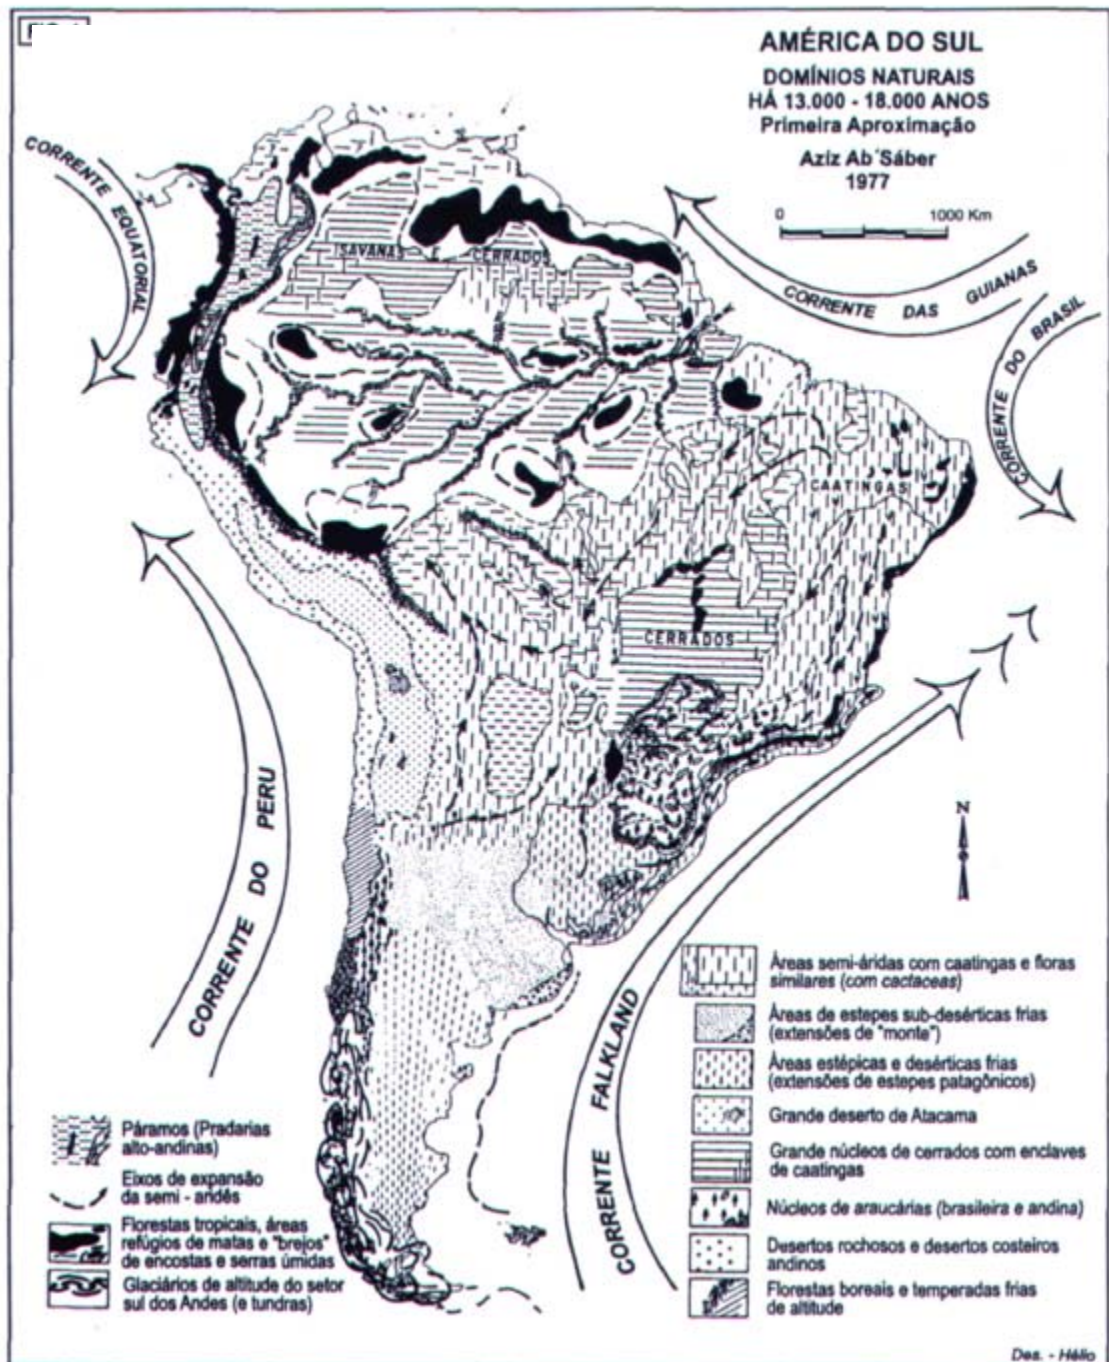 AMÉRICA DO SUL
DOMÍNIOS NATURAIS
HÁ 13.000 - 18.000 ANOS
Primeira Aproximação
Aziz Ab´Sáber
1977
0 1000 Km
CORRENTE EQUATORIAL
CORRENTE DAS GUIANAS
CORRENTE DO BRASIL
SAVANAS E CERRADOS
CAATINGAS
CERRADOS
CORRENTE DO PERU
N
CORRENTE FALKLAND
Páramos (Pradarias
alto-andinas)
Eixos de expansão
da semi - aridês
Florestas tropicais, áreas
refúgios de matas e "brejos"
de encostas e serras úmidas
Glaciários de altitude do setor
sul dos Andes (e tundras)
Áreas semi-áridas com caatingas e floras
similares (com cactaceas)
Áreas de estepes sub-desérticas frias
(extensões de "monte")
Áreas estépicas e desérticas frias
(extensões de estepes patagônicos)
Grande deserto de Atacama
Grande núcleos de cerrados com enclaves
de caatingas
Núcleos de araucárias (brasileira e andina)
Desertos rochosos e desertos costeiros
andinos
Florestas boreais e temperadas frias
de altitude
Des. - Hélio